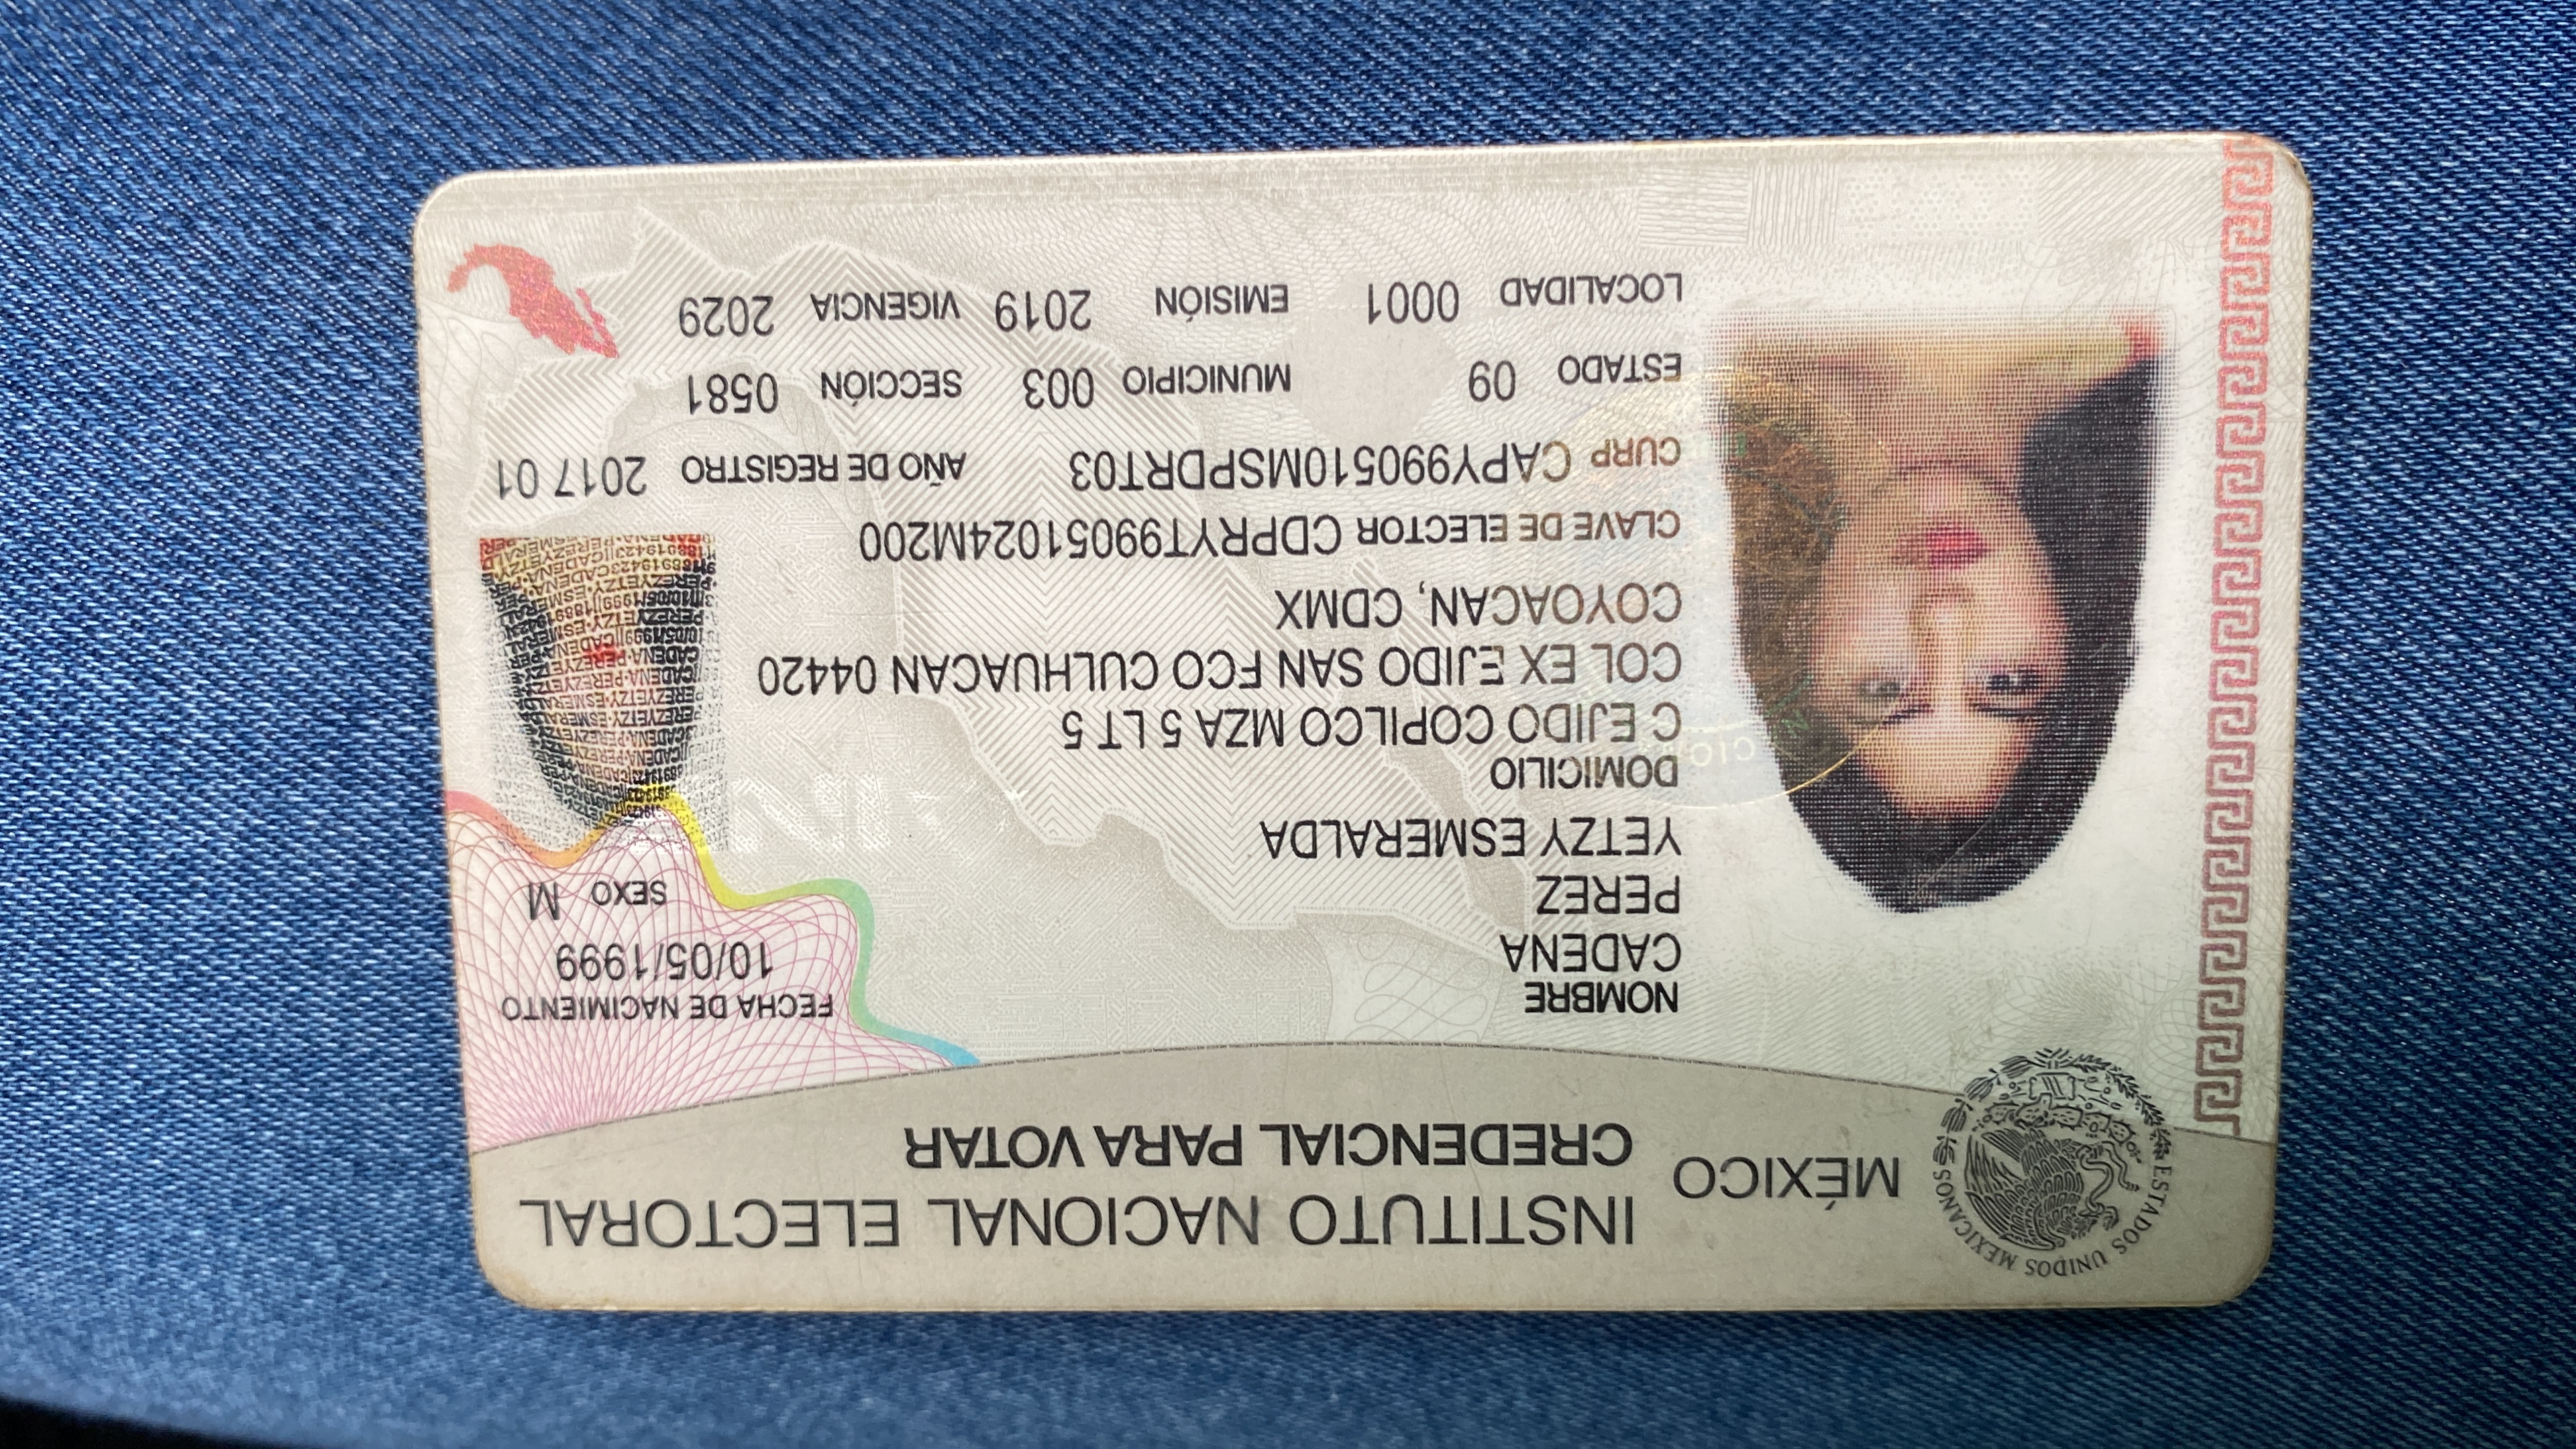 MÉXICO
INSTITUTO NACIONAL ELECTORAL
CREDENCIAL PARA VOTAR
ESTADOS UNIDOS MEXICANOS
NOMBRE
CADENA
PEREZ
YETZY ESMERALDA
FECHA DE NACIMIENTO
10/05/1999
SEXO M
DOMICILIO
C EJIDO COPILCO MZA 5 LT 5
COL EX EJIDO SAN FCO CULHUACAN 04420
COYOACAN, CDMX
CLAVE DE ELECTOR CDPRYT99051024M200
CURP CAPY990510MSPDRT03 AÑO DE REGISTRO 2017 01
ESTADO 09 MUNICIPIO 003 SECCIÓN 0581
LOCALIDAD 0001 EMISIÓN 2019 VIGENCIA 2029
INE